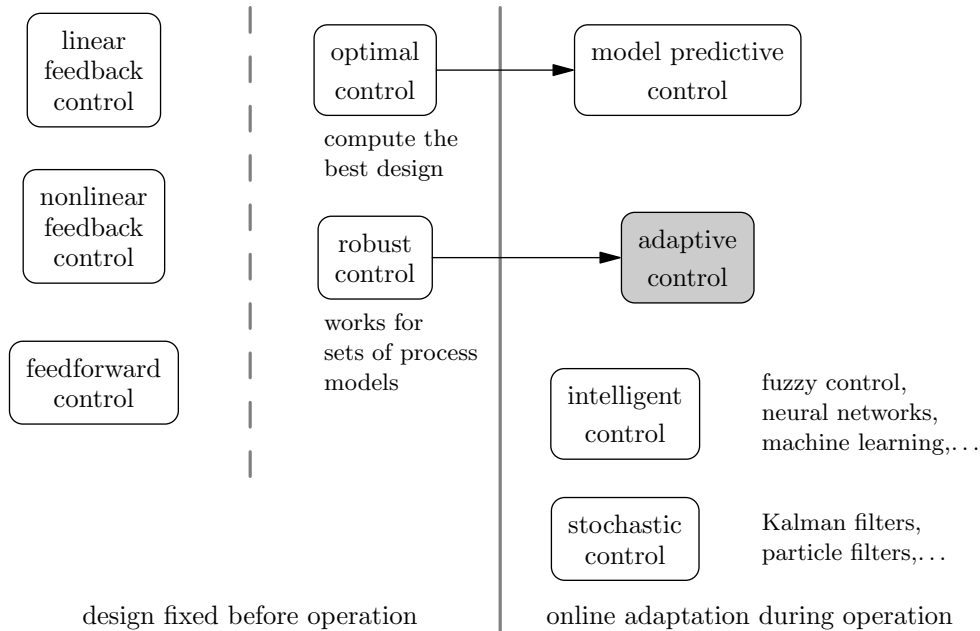 linear
feedback
control
nonlinear
feedback
control
feedforward
control
optimal
control
compute the
best design
robust
control
works for
sets of process
models
model predictive
control
adaptive
control
intelligent
control
fuzzy control,
neural networks,
machine learning,...
stochastic
control
Kalman filters,
particle filters,...
design fixed before operation
online adaptation during operation